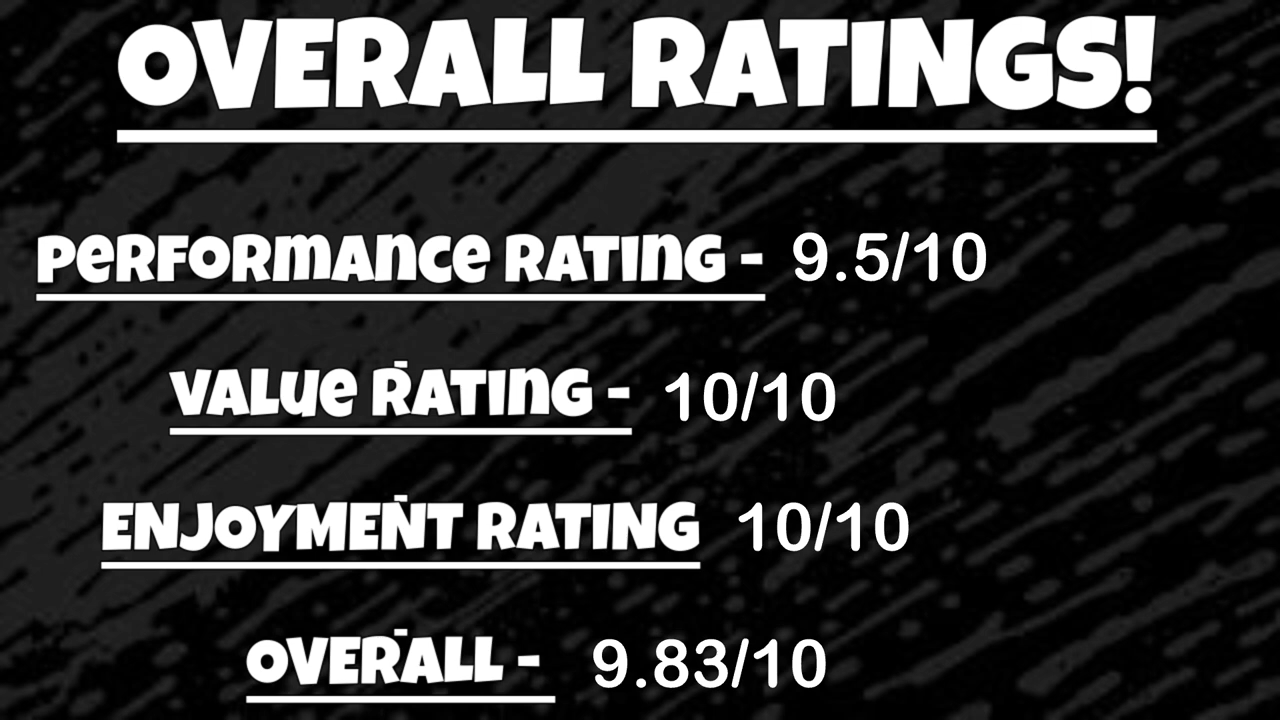 OVERALL RATINGS!
PERFORMANCE RATING - 9.5/10
VALUE RATING - 10/10
ENJOYMENT RATING 10/10
OVERALL - 9.83/10